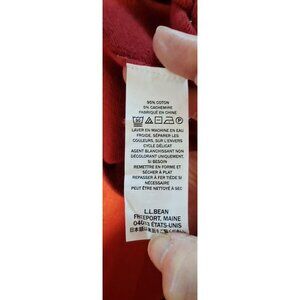 95% COTON
5% CACHEMIRE
FABRIQUÉ EN CHINE
LAVER EN MACHINE EN EAU
FROIDE, SÉPARER LES
COULEURS, SUR L'ENVERS
CYCLE DÉLICAT
AGENT BLANCHISSANT NON
DÉCOLORANT UNIQUEMENT,
SI BESOIN
REMETTRE EN FORME ET
SÉCHER À PLAT
REPASSER À FER TIÈDE SI
NÉCESSAIRE
PEUT ÊTRE NETTOYÉ À SEC
L.L.BEAN
FREEPORT, MAINE
04033 ÉTATS-UNIS